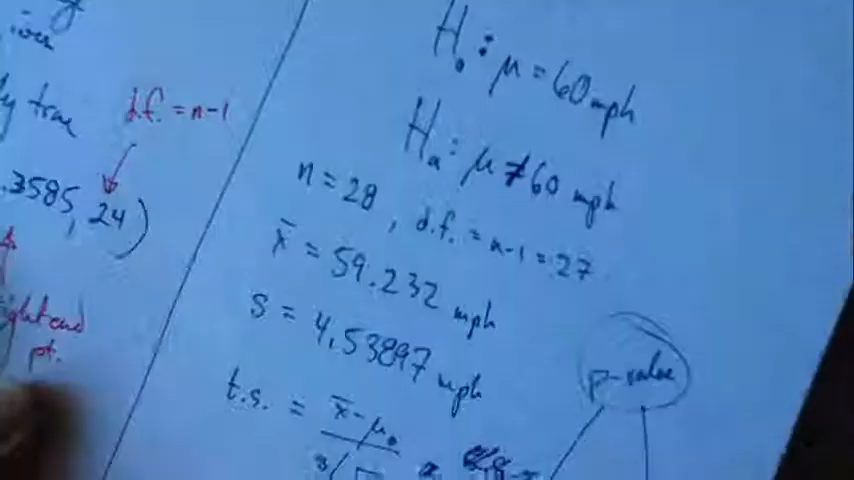 d.f. = n-1
.3585, 24)
pt.
H₀: μ = 60 mph
Hₐ: μ ≠ 60 mph
n = 28, d.f. = n-1 = 27
x̄ = 59.232 mph
s = 4.53897 mph
p-value
t.s. = x̄ - μ₀